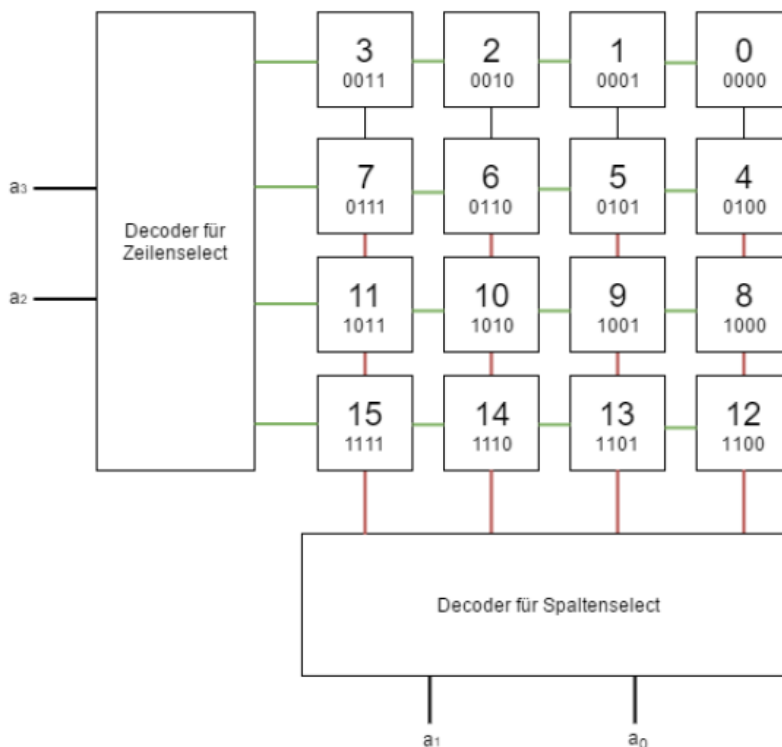 3 2 1 0
0011 0010 0001 0000
a3
7 6 5 4
0111 0110 0101 0100
Decoder für
Zeilenselect
a2
11 10 9 8
1011 1010 1001 1000
15 14 13 12
1111 1110 1101 1100
Decoder für Spaltenselect
a1 a0